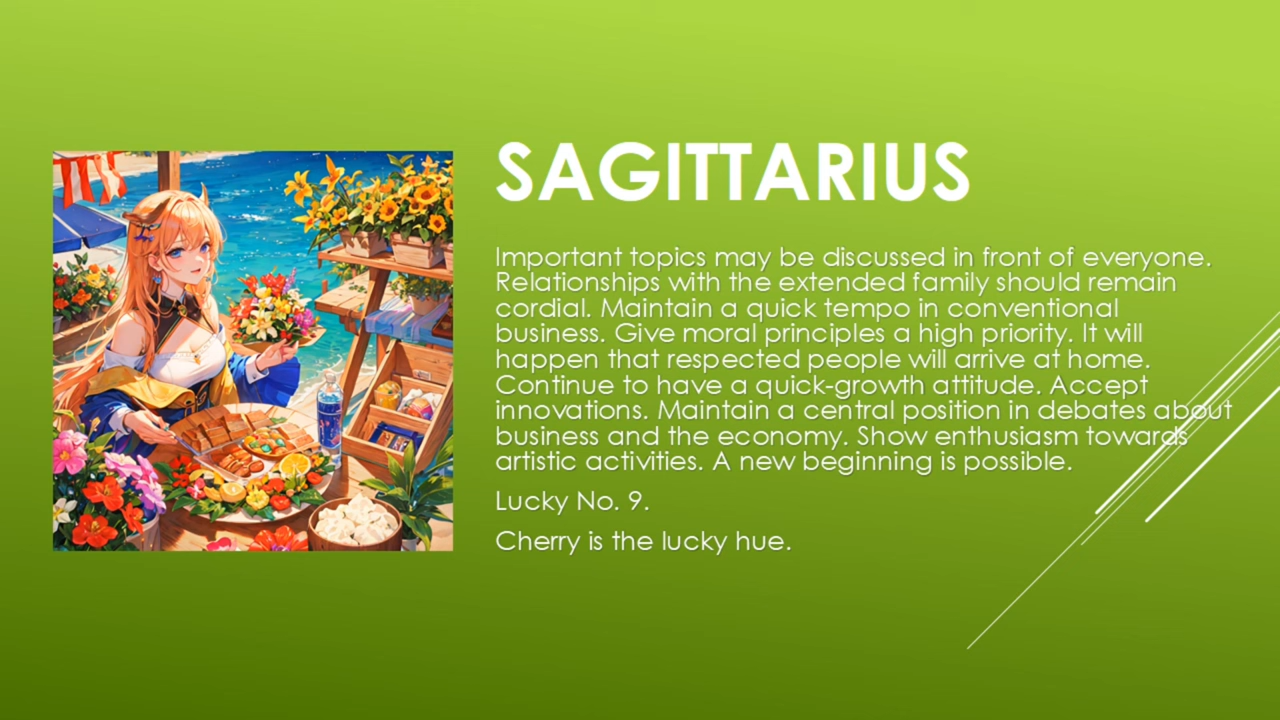 SAGITTARIUS
Important topics may be discussed in front of everyone.
Relationships with the extended family should remain
cordial. Maintain a quick tempo in conventional
business. Give moral principles a high priority. It will
happen that respected people will arrive at home.
Continue to have a quick-growth attitude. Accept
innovations. Maintain a central position in debates about
business and the economy. Show enthusiasm towards
artistic activities. A new beginning is possible.
Lucky No. 9.
Cherry is the lucky hue.